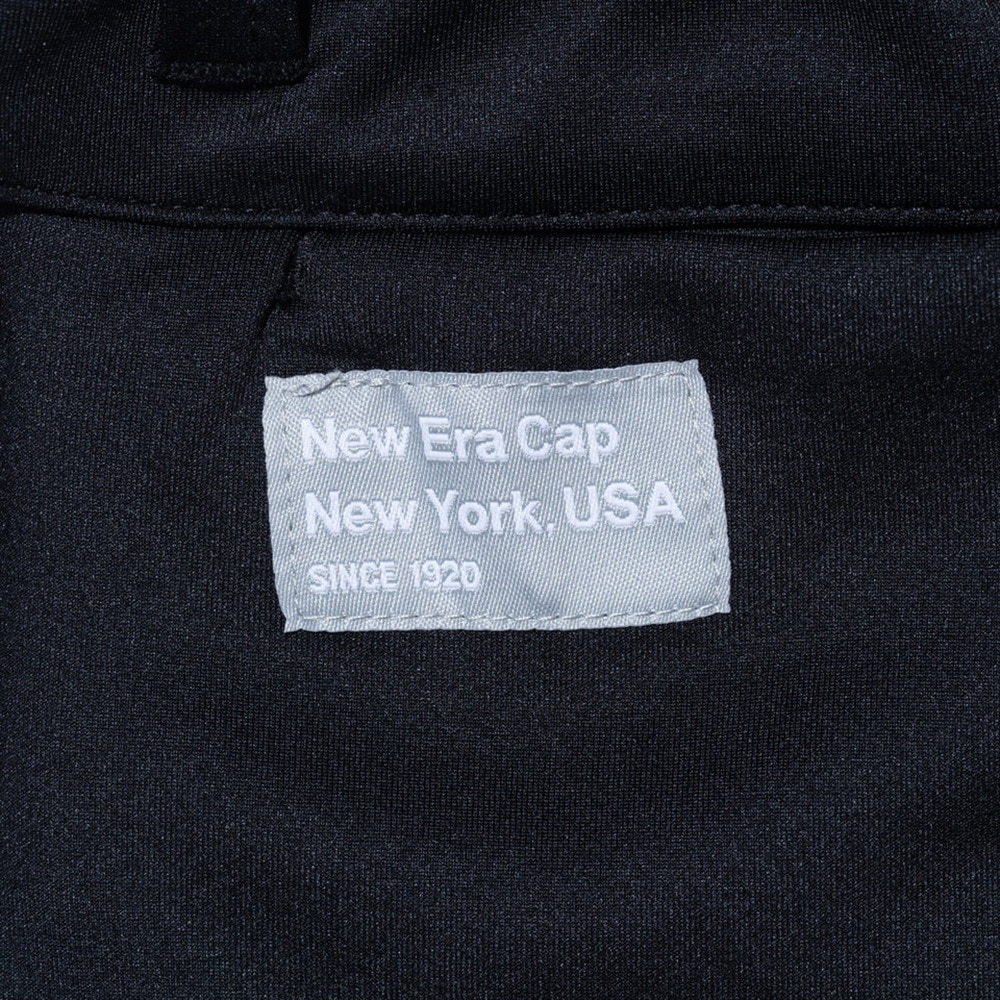 New Era Cap
New York, USA
SINCE 1920